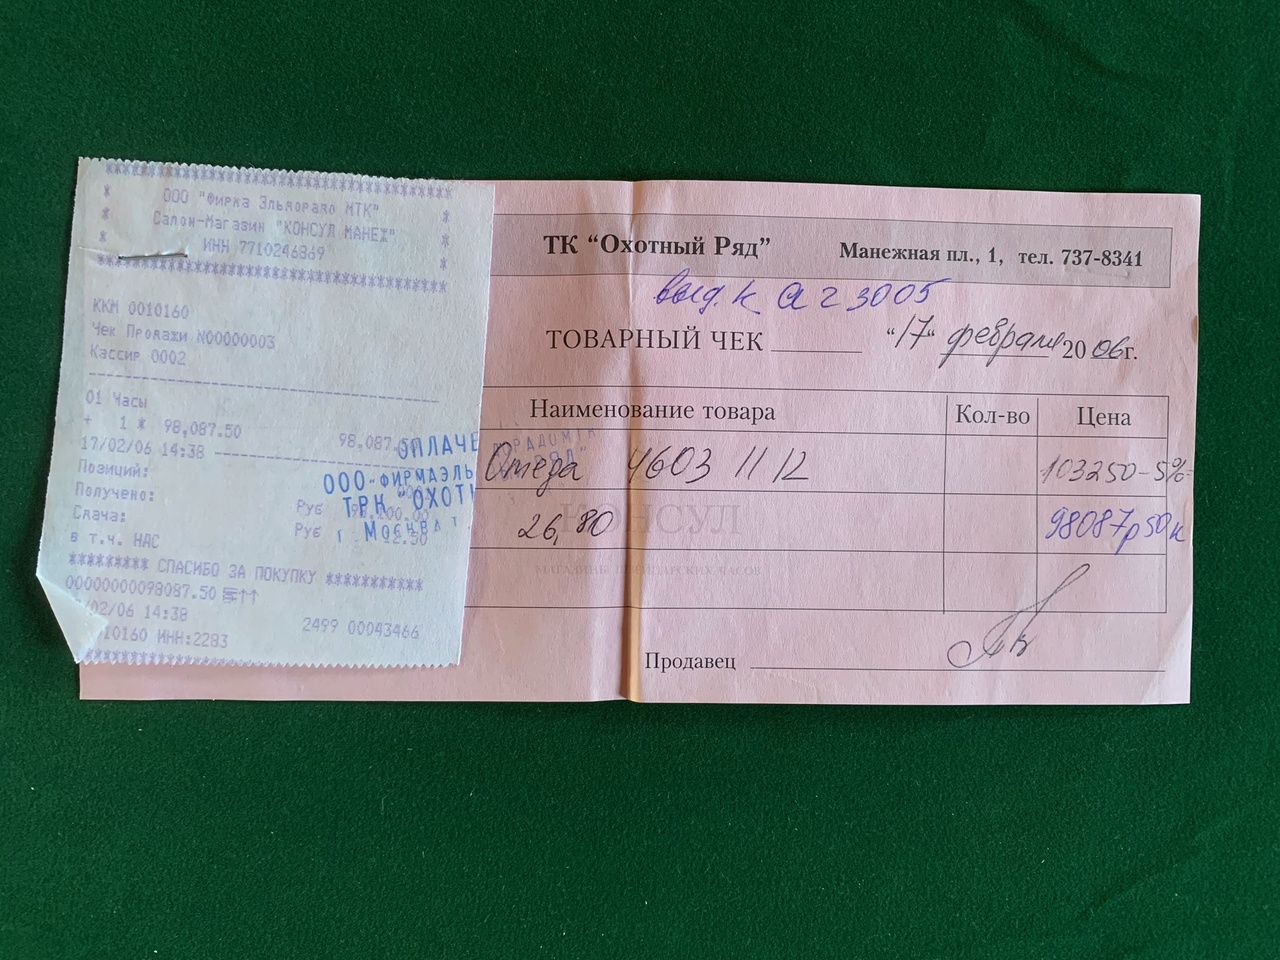 ООО "Фирма Эльдорадо МТК"
Салон-Магазин "КОНСУЛ МАНЕЖ"
ИНН 7710246869
ККМ 0010160
Чек Продажи N00000003
Кассир 0002
01 Часы
+ 1 * 98,087.50
17/02/06 14:38
Позиций:
Получено: Руб
Сдача: Руб
в т.ч. НАС
********* СПАСИБО ЗА ПОКУПКУ ***********
00000000098087.50
/02/06 14:38
10160 ИНН:2283 2499 00043466
ОПЛАЧЕ
ООО-ФИРМАЭЛЬ
ТРК "ОХОТН
г. Москва
ТК “Охотный Ряд” Манежная пл., 1, тел. 737-8341
выд. к а г 3005
ТОВАРНЫЙ ЧЕК “17“ февраля 2006г.
Наименование товара Кол-во Цена
Omega 4603 11 12 103250-5%
26,80 98087р50к
КОНСУЛ
Продавец